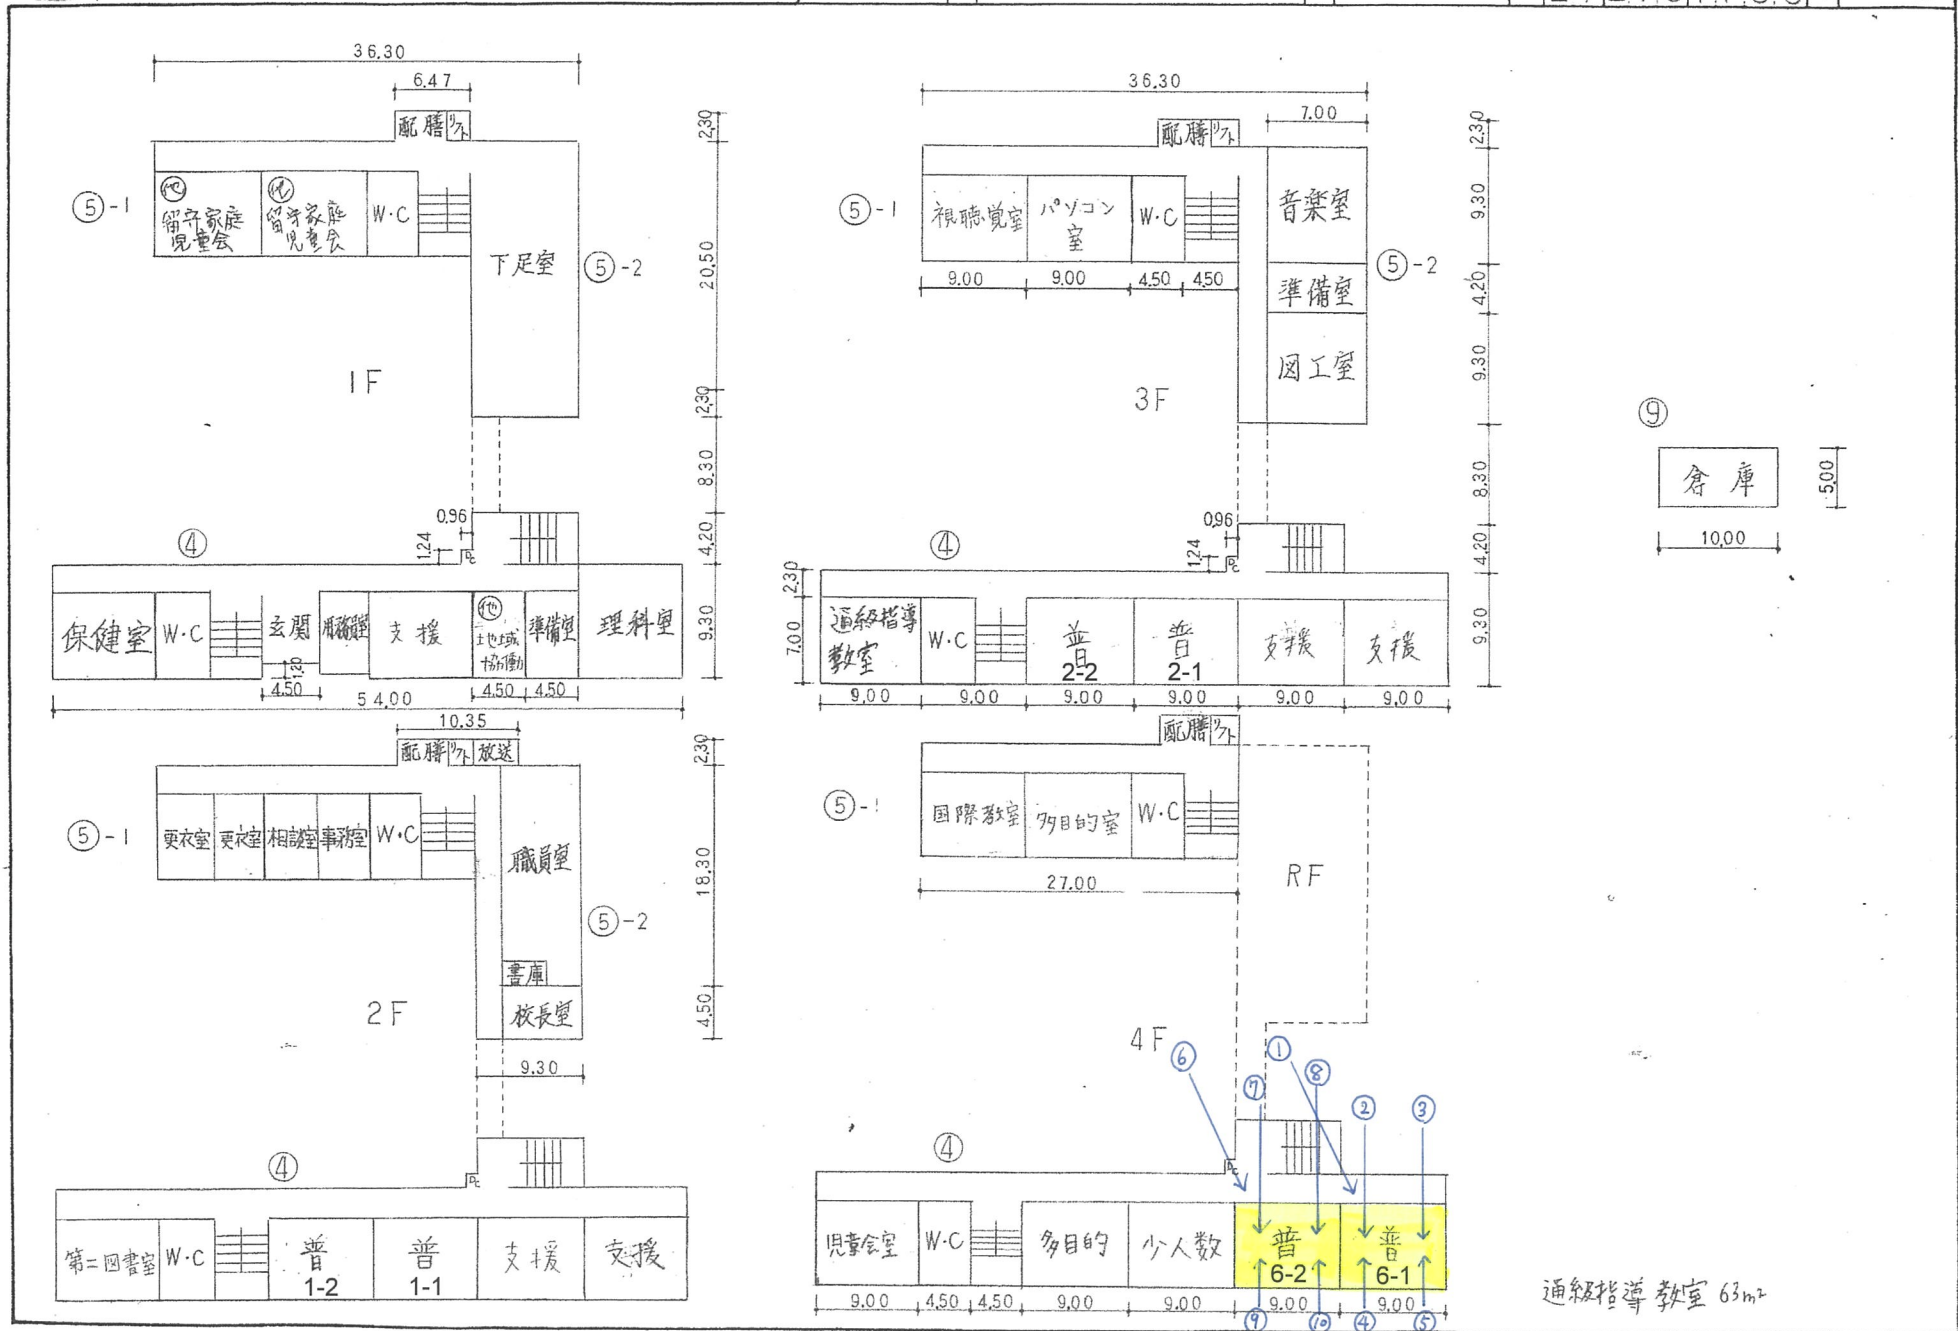 36.30
6.47
配膳 リフト
2.30
⑤-1
他 留守家庭児童会
他 留守家庭児童会
W・C
下足室
⑤-2
20.50
1F
2.30
8.30
0.96
1.24
DC
4.20
④
保健室
W・C
玄関
用務員室
支援
他 地域協働
準備室
理科室
9.30
1.20
4.50
4.50
4.50
54.00
10.35
配膳 リフト 放送
2.30
⑤-1
更衣室
更衣室
相談室
事務室
W・C
職員室
18.30
⑤-2
書庫
校長室
4.50
2F
9.30
④
DC
第二図書室
W・C
普
1-2
普
1-1
支援
支援
36.30
7.00
配膳 リフト
2.30
⑤-1
視聴覚室
パソコン室
W・C
音楽室
9.30
⑤-2
9.00
9.00
4.50
4.50
準備室
4.20
図工室
9.30
3F
8.30
0.96
1.24
DC
4.20
④
2.30
7.00
通級指導教室
W・C
普
2-2
普
2-1
支援
支援
9.30
9.00
9.00
9.00
9.00
9.00
9.00
配膳 リフト
⑤-1
国際教室
多目的室
W・C
27.00
RF
4F
⑥
①
⑦
⑧
②
③
④
DC
児童会室
W・C
多目的
少人数
普
6-2
普
6-1
9.00
4.50
4.50
9.00
9.00
9.00
9.00
⑨
⑩
④
⑤
⑨
倉庫
5.00
10.00
通級指導教室 63m²